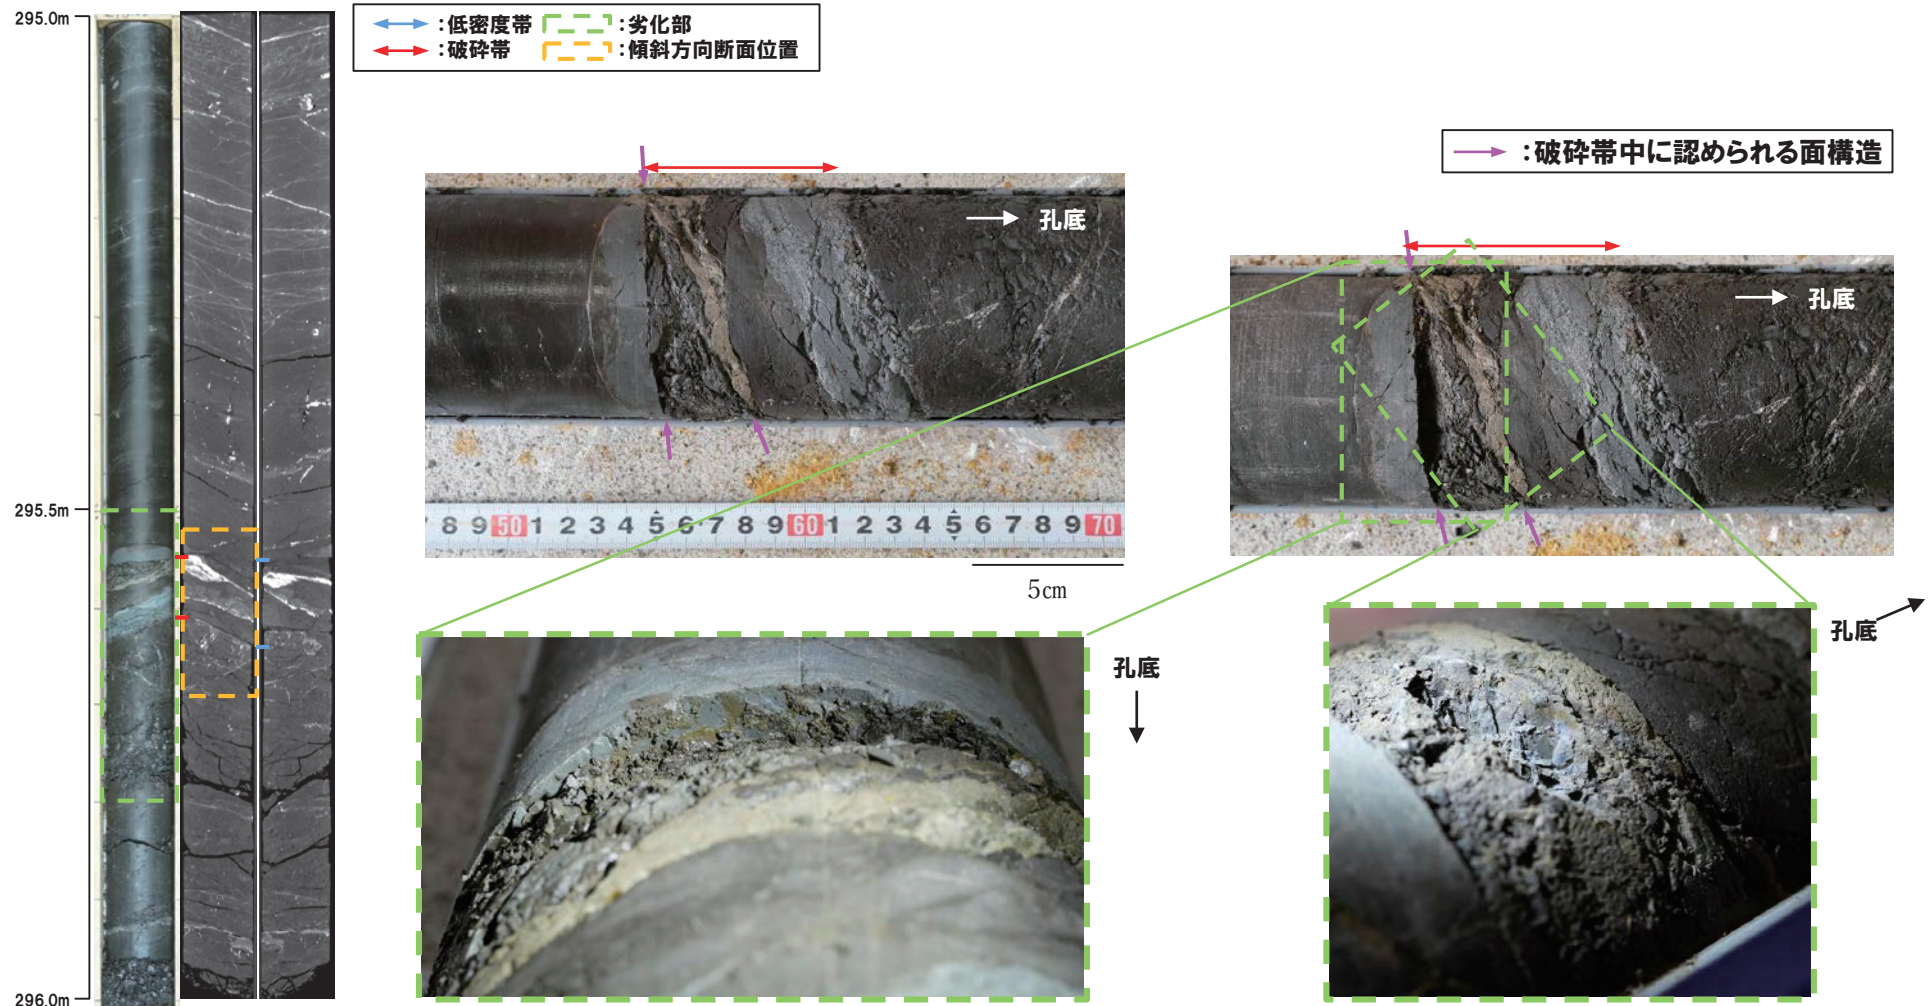 295.0m
295.5m
296.0m
：低密度帯
：劣化部
：破砕帯
：傾斜方向断面位置
：破砕帯中に認められる面構造
孔底
8 9 50 1 2 3 4 5 6 7 8 9 60 1 2 3 4 5 6 7 8 9 70
5cm
孔底
孔底
孔底